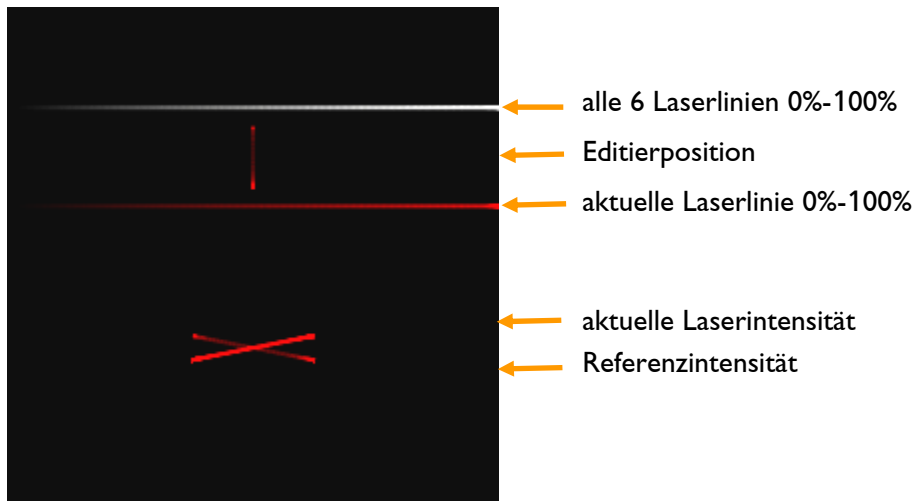 alle 6 Laserlinien 0%-100%
Editierposition
aktuelle Laserlinie 0%-100%
aktuelle Laserintensität
Referenzintensität